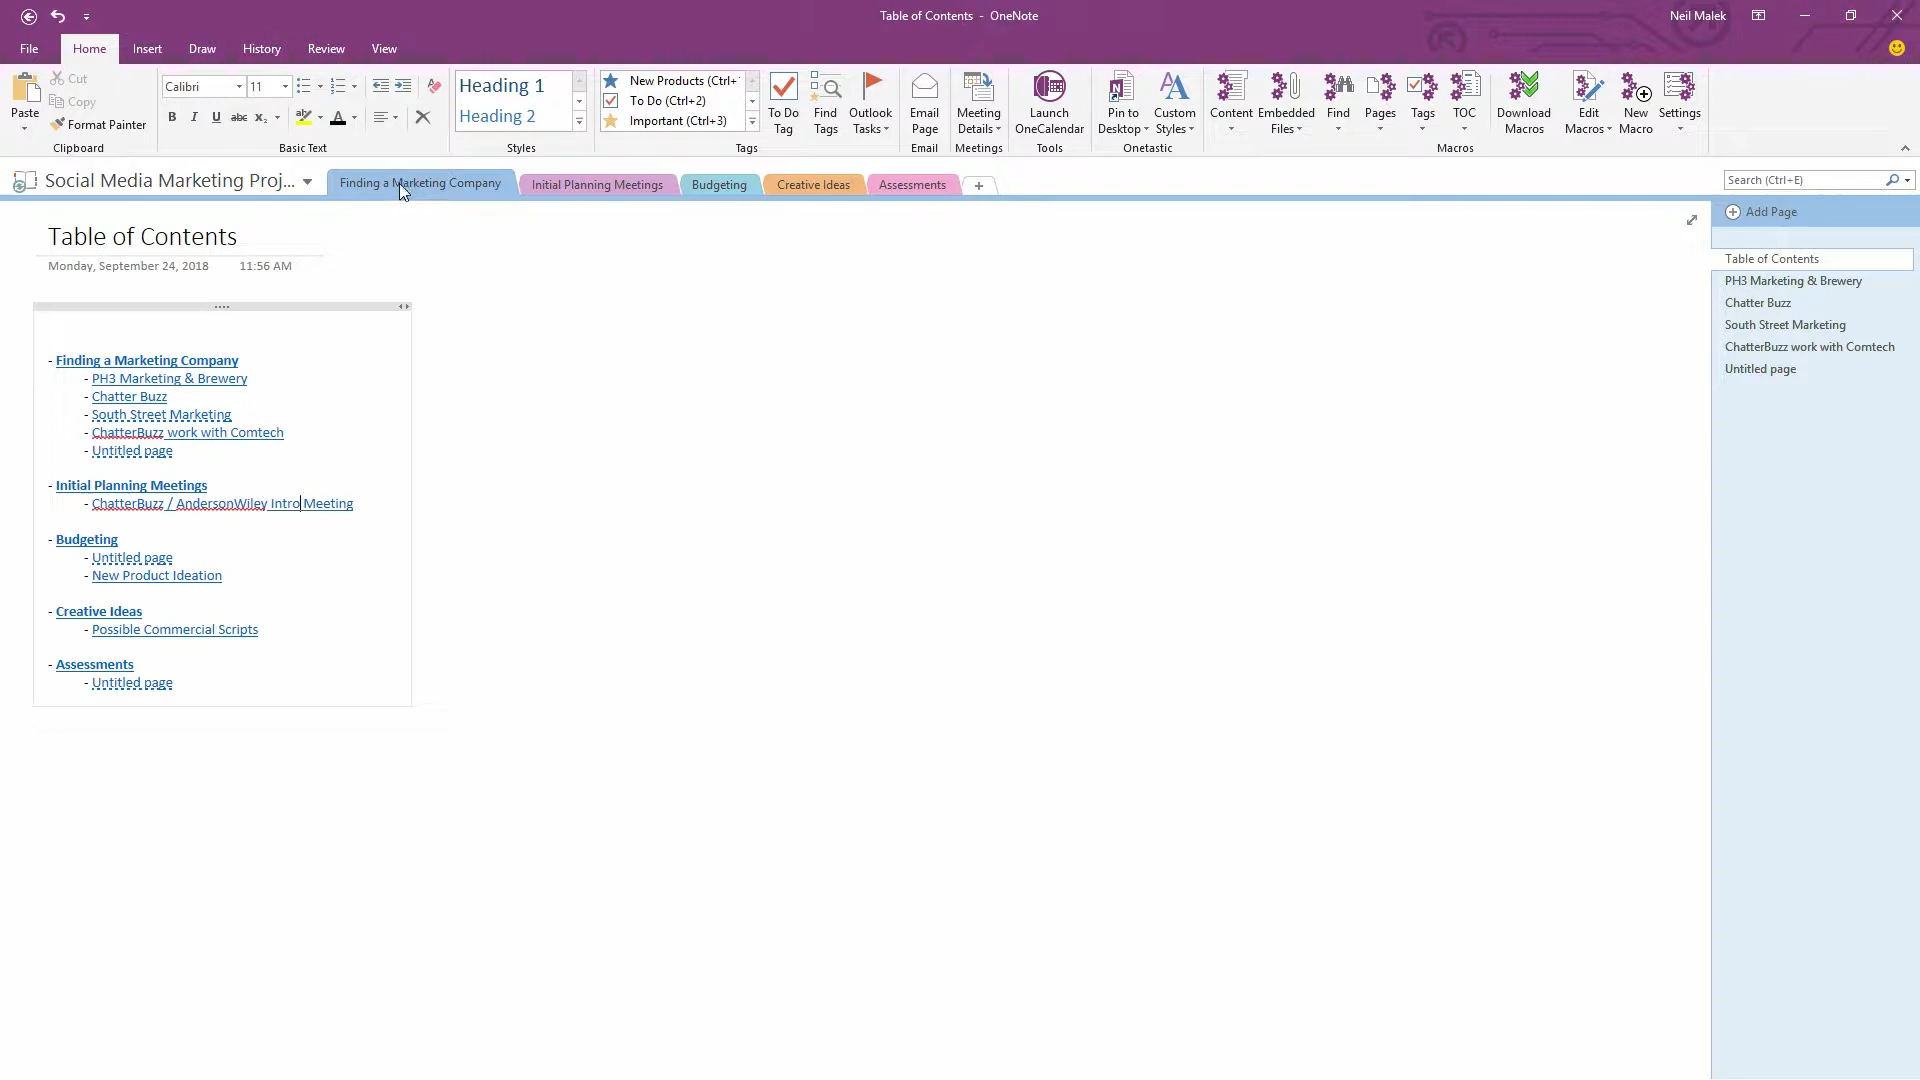 Table of Contents - OneNote
Neil Malek
File Home Insert Draw History Review View
Paste
Cut
Copy
Format Painter
Clipboard
Calibri 11
B I U abc x₂ A
Basic Text
Heading 1
Heading 2
Styles
New Products (Ctrl+
To Do (Ctrl+2)
Important (Ctrl+3)
To Do Tag
Find Tags
Outlook Tasks
Tags
Email Page
Email
Meeting Details
Meetings
Launch OneCalendar
Tools
Pin to Desktop
Custom Styles
Onetastic
Content
Embedded Files
Find
Pages
Tags
TOC
Download Macros
Edit Macros
New Macro
Settings
Macros
Social Media Marketing Proj...
Finding a Marketing Company
Initial Planning Meetings
Budgeting
Creative Ideas
Assessments
+
Search (Ctrl+E)
Table of Contents
Monday, September 24, 2018 11:56 AM
- Finding a Marketing Company
- PH3 Marketing & Brewery
- Chatter Buzz
- South Street Marketing
- ChatterBuzz work with Comtech
- Untitled page
- Initial Planning Meetings
- ChatterBuzz / AndersonWiley Intro Meeting
- Budgeting
- Untitled page
- New Product Ideation
- Creative Ideas
- Possible Commercial Scripts
- Assessments
- Untitled page
Add Page
Table of Contents
PH3 Marketing & Brewery
Chatter Buzz
South Street Marketing
ChatterBuzz work with Comtech
Untitled page